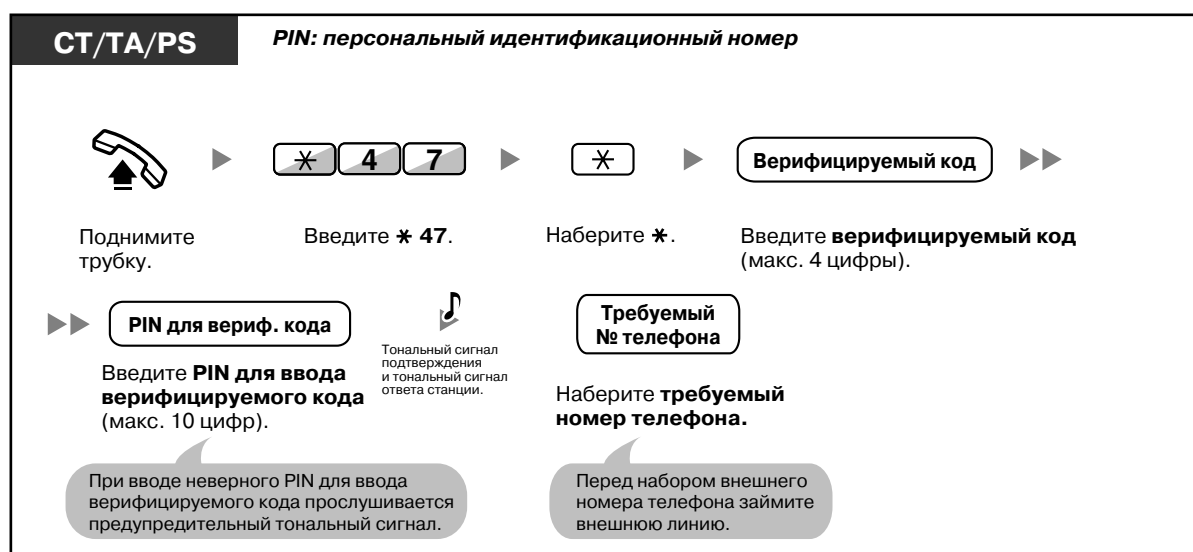 CT/TA/PS
PIN: персональный идентификационный номер
* 4 7
*
Верифицируемый код
Поднимите
трубку.
Введите * 47.
Наберите *.
Введите верифицируемый код
(макс. 4 цифры).
PIN для вериф. кода
Введите PIN для ввода
верифицируемого кода
(макс. 10 цифр).
Тональный сигнал
подтверждения
и тональный сигнал
ответа станции.
Требуемый
№ телефона
Наберите требуемый
номер телефона.
При вводе неверного PIN для ввода
верифицируемого кода прослушивается
предупредительный тональный сигнал.
Перед набором внешнего
номера телефона займите
внешнюю линию.